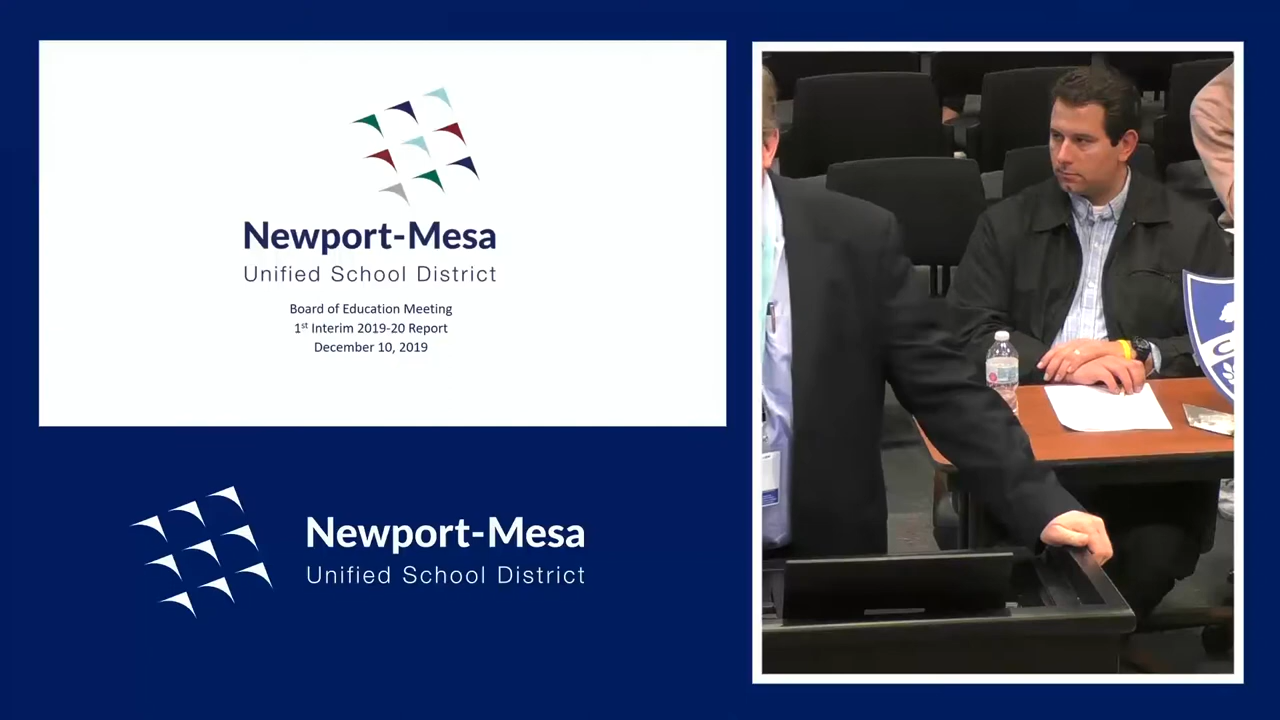 Newport-Mesa
Unified School District
Board of Education Meeting
1st Interim 2019-20 Report
December 10, 2019
Newport-Mesa
Unified School District